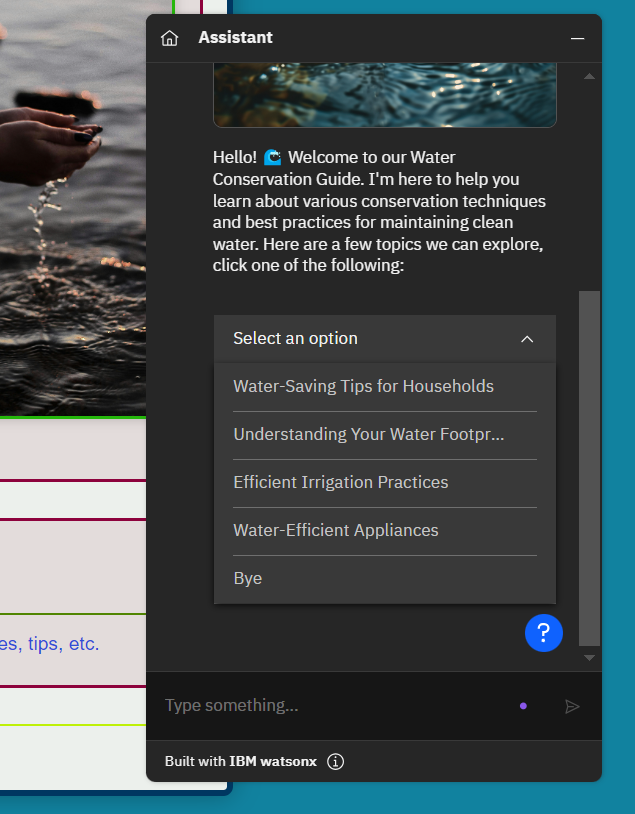 Assistant
Hello! 🌊 Welcome to our Water
Conservation Guide. I'm here to help you
learn about various conservation techniques
and best practices for maintaining clean
water. Here are a few topics we can explore,
click one of the following:
Select an option
Water-Saving Tips for Households
Understanding Your Water Footpr...
Efficient Irrigation Practices
Water-Efficient Appliances
Bye
?
es, tips, etc.
Type something...
Built with IBM watsonx